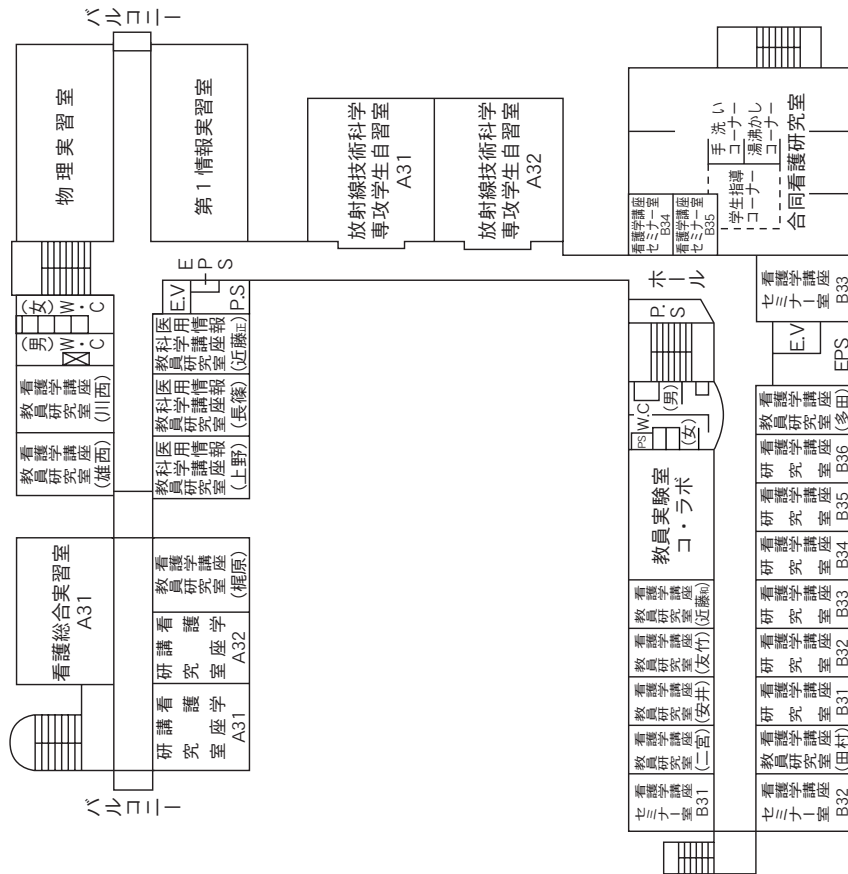 バルコニー
物理実習室
第1情報実習室
放射線技術科学
専攻学生自習室
A31
放射線技術科学
専攻学生自習室
A32
手洗い
コーナー
湯沸かし
コーナー
学生指導
コーナー
合同看護研究室
看護学講座
セミナー室
B34
看護学講座
セミナー室
B35
(女)
W・C
(男)
W・C
EPS
E.V
P.S
ホール
P.S
看護学講座
セミナー室
B33
E.V
EPS
看護学講座
教員研究室
(川西)
看護学講座
教員研究室
(雄西)
医用情報
科学講座
教員研究室
(近藤正)
医用情報
科学講座
教員研究室
(長篠)
医用情報
科学講座
教員研究室
(上野)
W.C
(男)
PS
(女)
教員実験室
コ・ラボ
看護学講座
教員研究室
(多田)
看護学講座
研究室
B36
看護学講座
研究室
B35
看護学講座
研究室
B34
看護学講座
研究室
B33
看護学講座
研究室
B32
看護学講座
研究室
B31
看護学講座
教員研究室
(田村)
看護学講座
セミナー室
B32
看護総合実習室
A31
看護学講座
教員研究室
(梶原)
看護学
講座
研究室
A32
看護学
講座
研究室
A31
看護学講座
教員研究室
(近藤和)
看護学講座
教員研究室
(友竹)
看護学講座
教員研究室
(安井)
看護学講座
教員研究室
(二宮)
看護学講座
セミナー室
B31
バルコニー